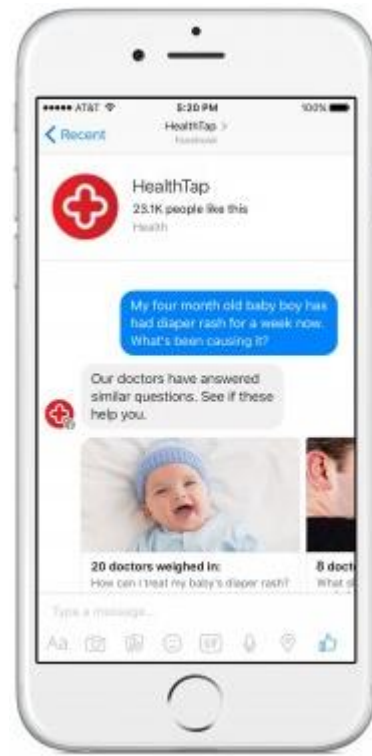 AT&T 5:20 PM 100%
Recent HealthTap >
HealthTap
23.1K people like this
Health
My four month old baby boy has
had diaper rash for a week now.
What's been causing it?
Our doctors have answered
similar questions. See if these
help you.
20 doctors weighed in:
How can I treat my baby's diaper rash?
8 doct
What
Type a message...
Aa GIF